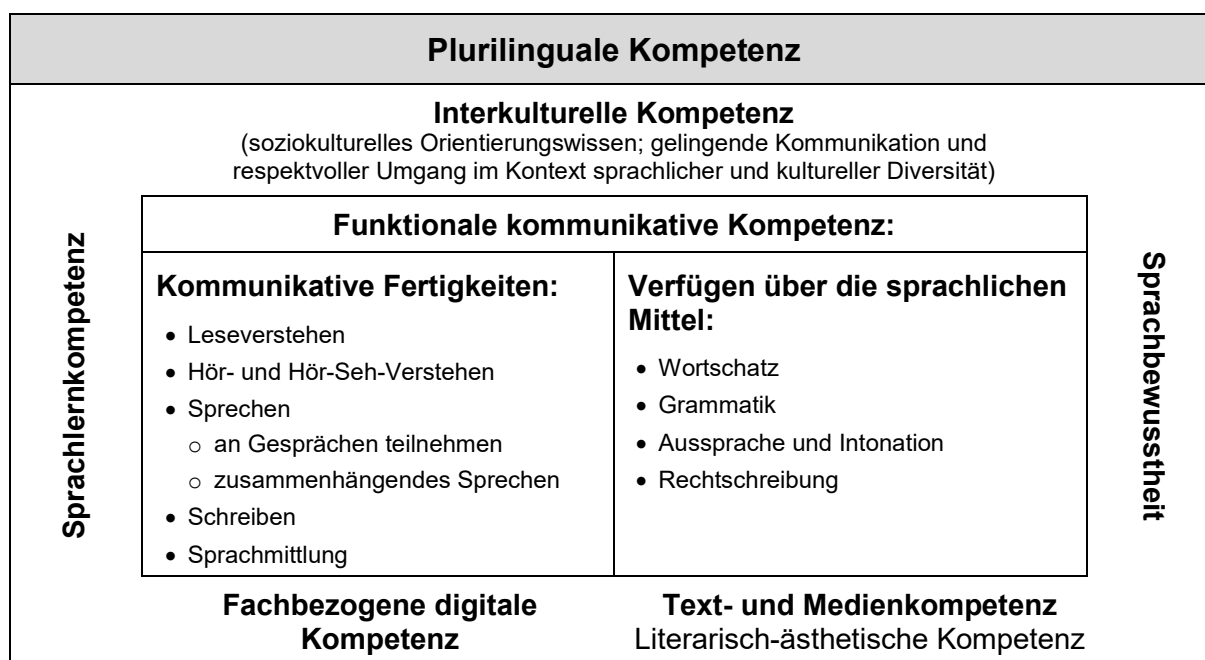 Plurilinguale Kompetenz
Interkulturelle Kompetenz
(soziokulturelles Orientierungswissen; gelingende Kommunikation und
respektvoller Umgang im Kontext sprachlicher und kultureller Diversität)
Sprachlernkompetenz
Funktionale kommunikative Kompetenz:
Kommunikative Fertigkeiten:
• Leseverstehen
• Hör- und Hör-Seh-Verstehen
• Sprechen
o an Gesprächen teilnehmen
o zusammenhängendes Sprechen
• Schreiben
• Sprachmittlung
Verfügen über die sprachlichen
Mittel:
• Wortschatz
• Grammatik
• Aussprache und Intonation
• Rechtschreibung
Sprachbewusstheit
Fachbezogene digitale
Kompetenz
Text- und Medienkompetenz
Literarisch-ästhetische Kompetenz